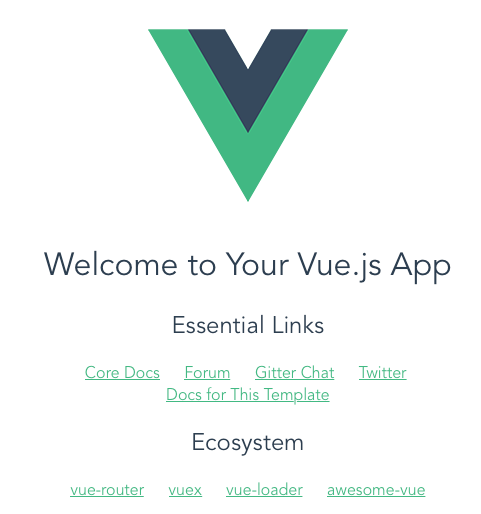 Welcome to Your Vue.js App
Essential Links
Core Docs Forum Gitter Chat Twitter
Docs for This Template
Ecosystem
vue-router vuex vue-loader awesome-vue